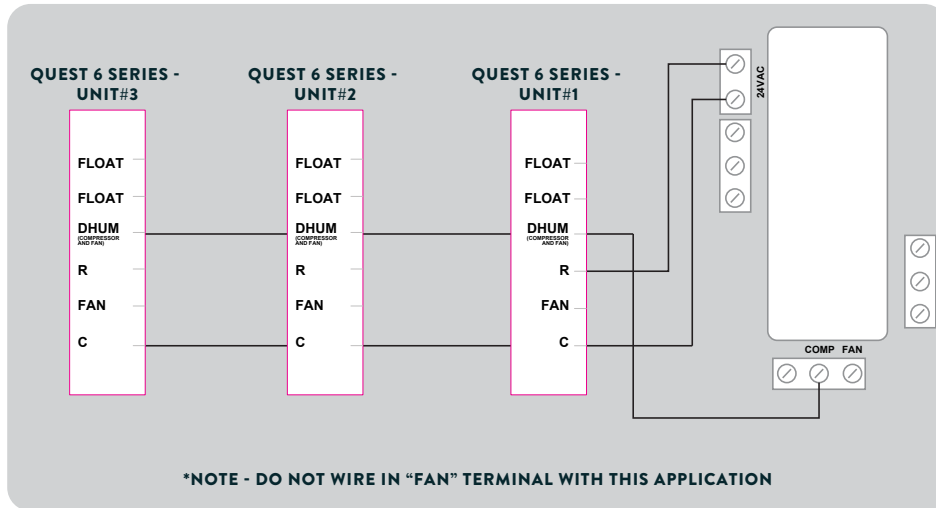 QUEST 6 SERIES -
UNIT#3
QUEST 6 SERIES -
UNIT#2
QUEST 6 SERIES -
UNIT#1
FLOAT
FLOAT
DHUM
(COMPRESSOR
AND FAN)
R
FAN
C
FLOAT
FLOAT
DHUM
(COMPRESSOR
AND FAN)
R
FAN
C
FLOAT
FLOAT
DHUM
(COMPRESSOR
AND FAN)
R
FAN
C
24VAC
COMP FAN
*NOTE - DO NOT WIRE IN “FAN” TERMINAL WITH THIS APPLICATION